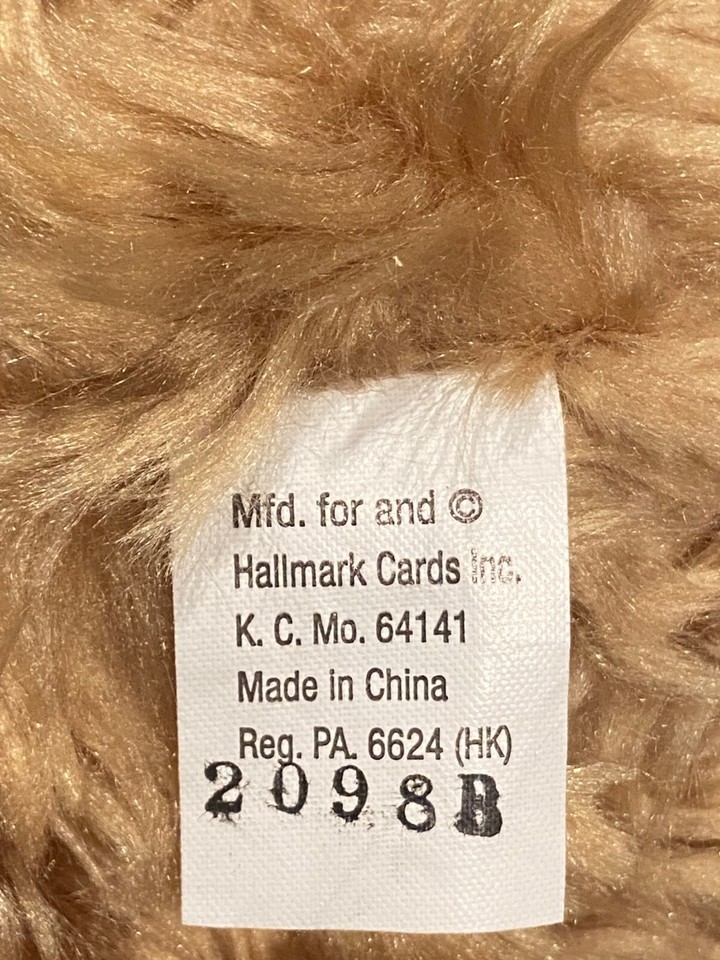 Mfd. for and ©
Hallmark Cards Inc.
K. C. Mo. 64141
Made in China
Reg. PA. 6624 (HK)
2098B